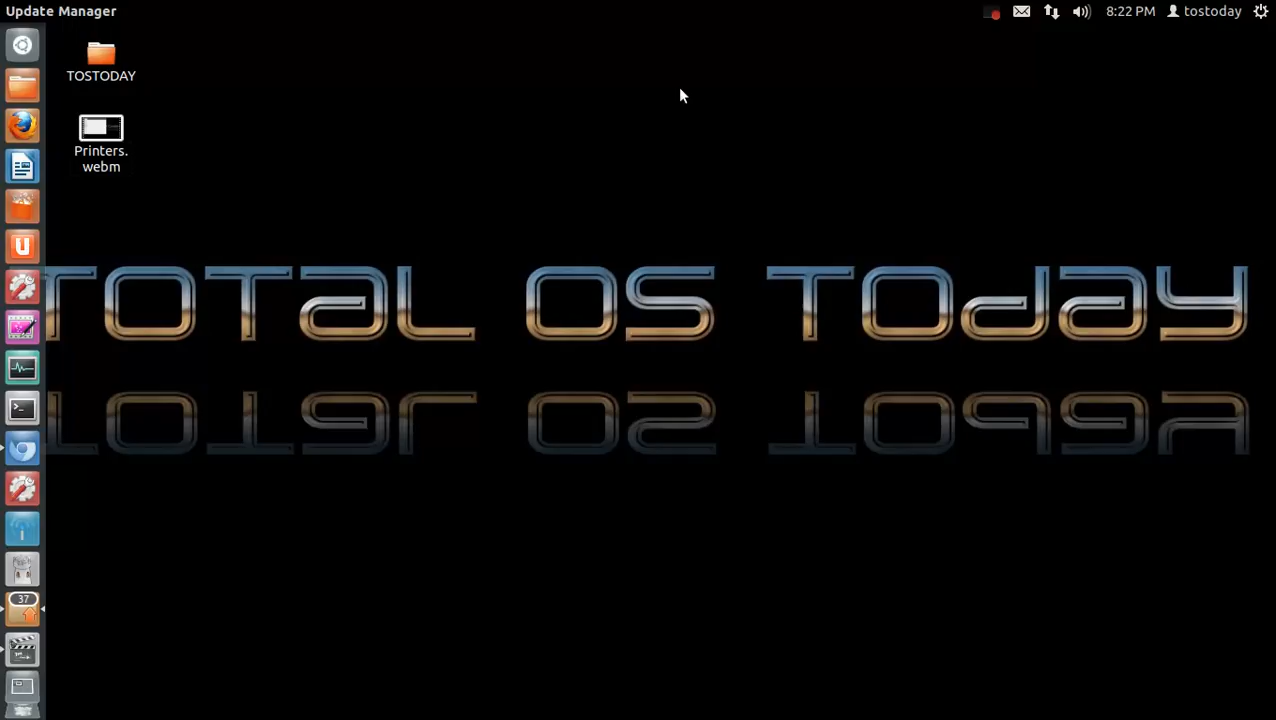 Update Manager
8:22 PM
tostoday
TOSTODAY
Printers.
webm
U
TOTAL OS TODAY
>_
37